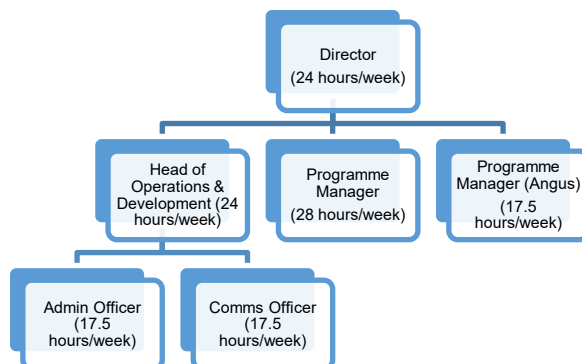 Director
(24 hours/week)
Head of
Operations &
Development (24
hours/week)
Programme
Manager
(28 hours/week)
Programme
Manager (Angus)
(17.5
hours/week)
Admin Officer
(17.5
hours/week)
Comms Officer
(17.5
hours/week)